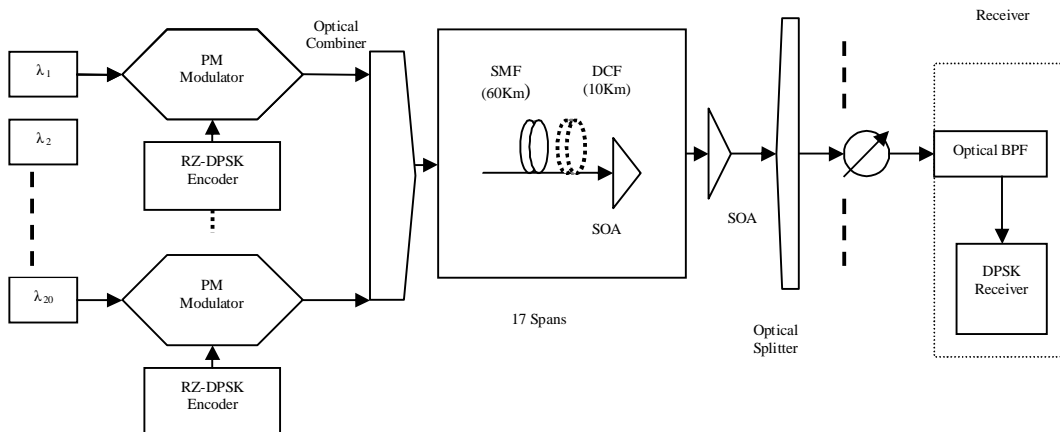 Optical
Combiner
Receiver
λ1
PM
Modulator
SMF
(60Km)
DCF
(10Km)
λ2
RZ-DPSK
Encoder
Optical BPF
SOA
SOA
λ20
PM
Modulator
DPSK
Receiver
17 Spans
Optical
Splitter
RZ-DPSK
Encoder